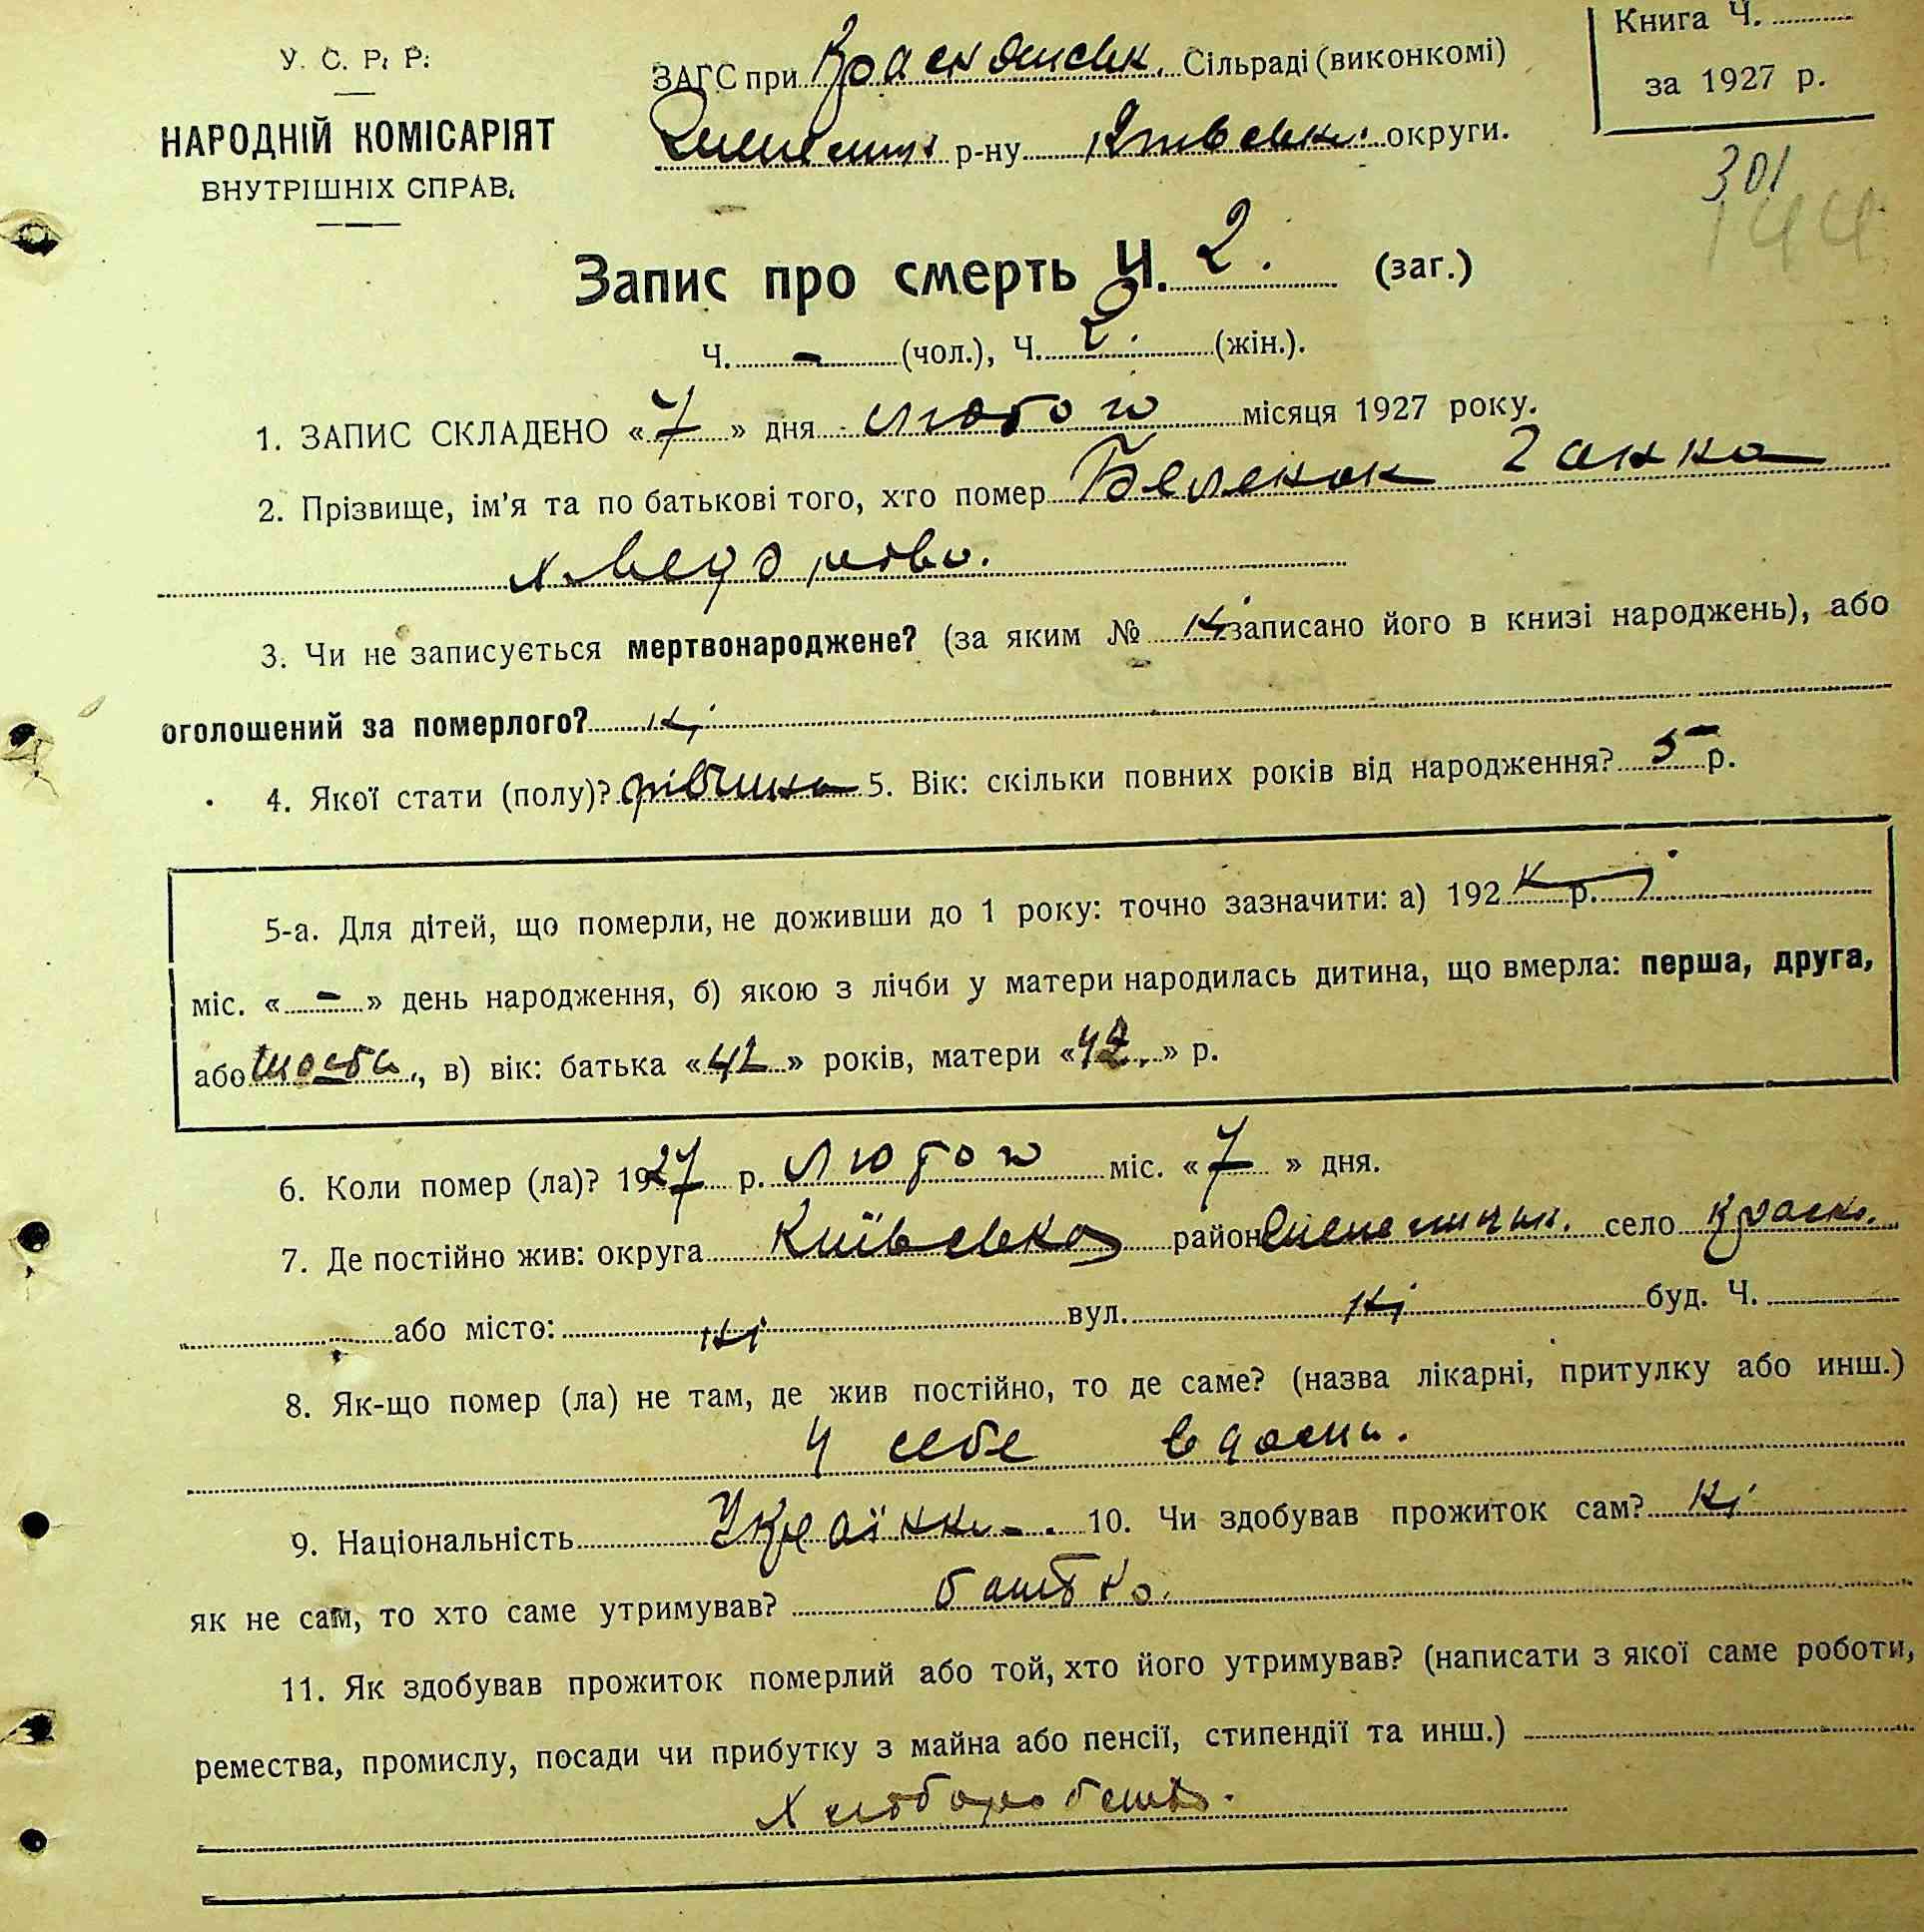 У. С. Р. Р.
НАРОДНІЙ КОМІСАРІЯТ
ВНУТРІШНІХ СПРАВ.
ЗАГС при Сільраді (виконкомі)
р-ну округи.
Книга Ч.
за 1927 р.
301
144
Запис про смерть Ч. 2. (заг.)
Ч. - (чол.), Ч. 2. (жін.).
1. ЗАПИС СКЛАДЕНО «7» дня лютого місяця 1927 року.
2. Прізвище, ім'я та по батькові того, хто помер Ганна
3. Чи не записується мертвонароджене? (за яким № ні записано його в книзі народжень), або
оголошений за померлого? ні
4. Якої стати (полу)? дівчина 5. Вік: скільки повних років від народження? 5 р.
5-а. Для дітей, що померли, не доживши до 1 року: точно зазначити: а) 192 ні р.
міс. «-» день народження, б) якою з лічби у матери народилась дитина, що вмерла: перша, друга,
або шоста, в) вік: батька «42» років, матери «42.» р.
6. Коли помер (ла)? 1927 р. лютого міс. «7» дня.
7. Де постійно жив: округа Київська район село
або місто: ні вул. ні буд. Ч.
8. Як-що помер (ла) не там, де жив постійно, то де саме? (назва лікарні, притулку або инш.)
у себе вдома.
9. Національність Українка. 10. Чи здобував прожиток сам? ні
як не сам, то хто саме утримував? батько.
11. Як здобував прожиток померлий або той, хто його утримував? (написати з якої саме роботи,
ремества, промислу, посади чи прибутку з майна або пенсії, стипендії та инш.)